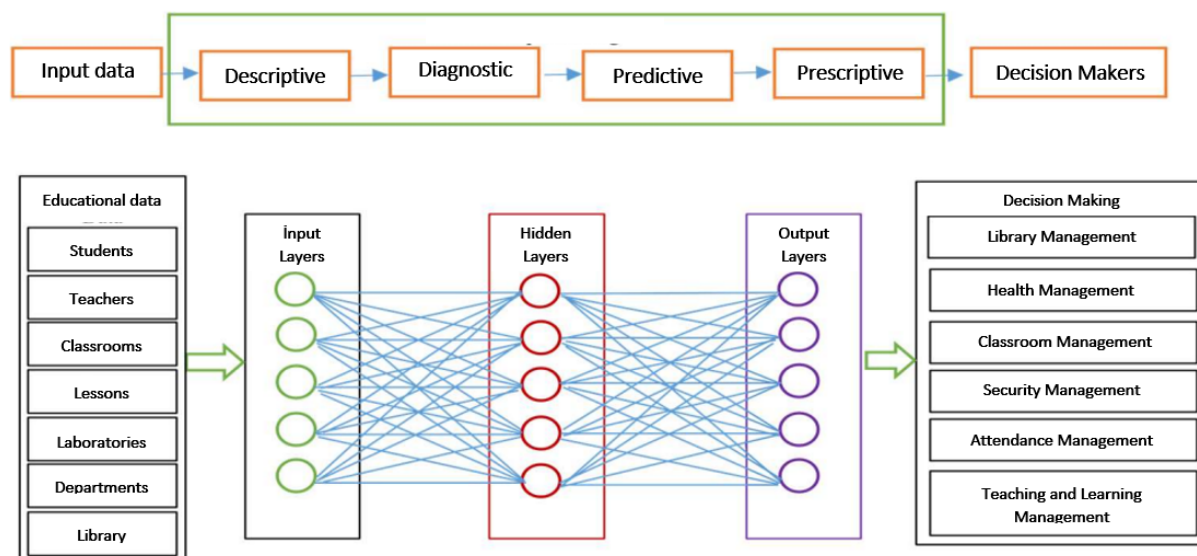 Input data
Descriptive
Diagnostic
Predictive
Prescriptive
Decision Makers
Educational data
Students
Teachers
Classrooms
Lessons
Laboratories
Departments
Library
İnput
Layers
Hidden
Layers
Output
Layers
Decision Making
Library Management
Health Management
Classroom Management
Security Management
Attendance Management
Teaching and Learning
Management